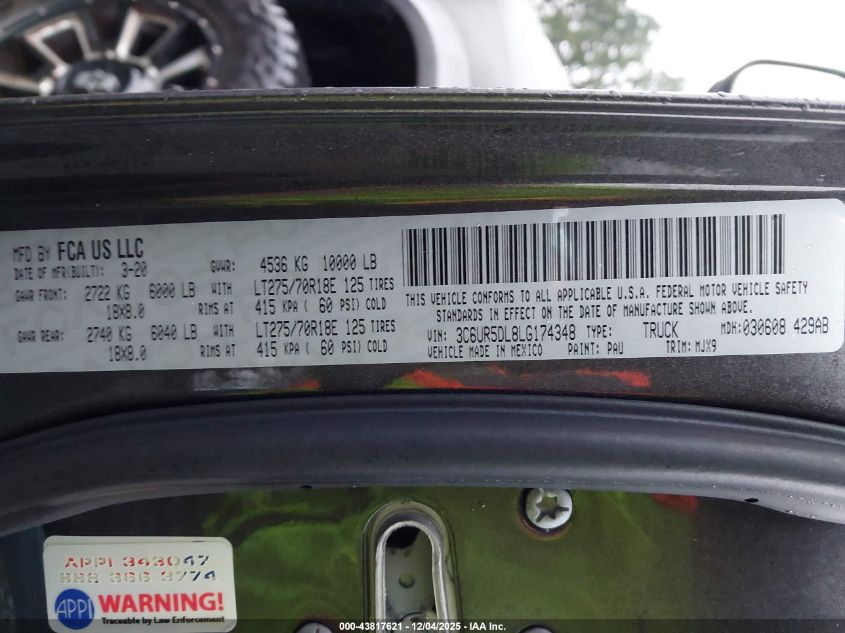 MFD BY FCA US LLC
DATE OF MFR(BUILT): 3-20 GVWR: 4536 KG 10000 LB
GAWR FRONT: 2722 KG 6000 LB WITH LT275/70R18E 125 TIRES
18X8.0 RIMS AT 415 KPA ( 60 PSI) COLD
GAWR REAR: 2740 KG 6040 LB WITH LT275/70R18E 125 TIRES
18X8.0 RIMS AT 415 KPA ( 60 PSI) COLD
THIS VEHICLE CONFORMS TO ALL APPLICABLE U.S.A. FEDERAL MOTOR VEHICLE SAFETY
STANDARDS IN EFFECT ON THE DATE OF MANUFACTURE SHOWN ABOVE.
VIN: 3C6UR5DL8LG174348 TYPE: TRUCK MDH: 030608 429AB
VEHICLE MADE IN MEXICO PAINT: PAU TRIM: MJX9
APPI 343047
888 366 3774
APPI WARNING!
Traceable by Law Enforcement
000-43817621 - 12/04/2025 - IAA Inc.